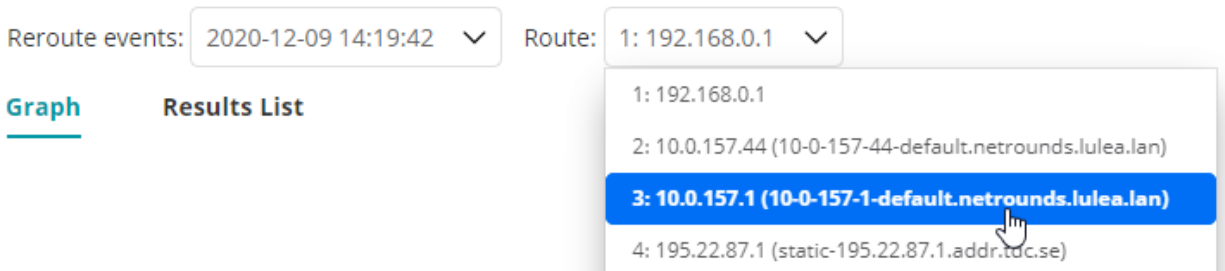 Reroute events: 2020-12-09 14:19:42 Route: 1: 192.168.0.1
Graph Results List
1: 192.168.0.1
2: 10.0.157.44 (10-0-157-44-default.netrounds.lulea.lan)
3: 10.0.157.1 (10-0-157-1-default.netrounds.lulea.lan)
4: 195.22.87.1 (static-195.22.87.1.addr.tdc.se)